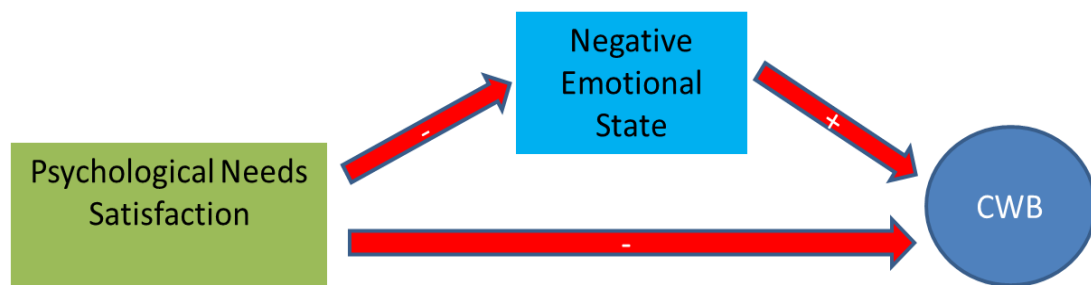 Negative
Emotional
State
-
+
Psychological Needs
Satisfaction
CWB
-